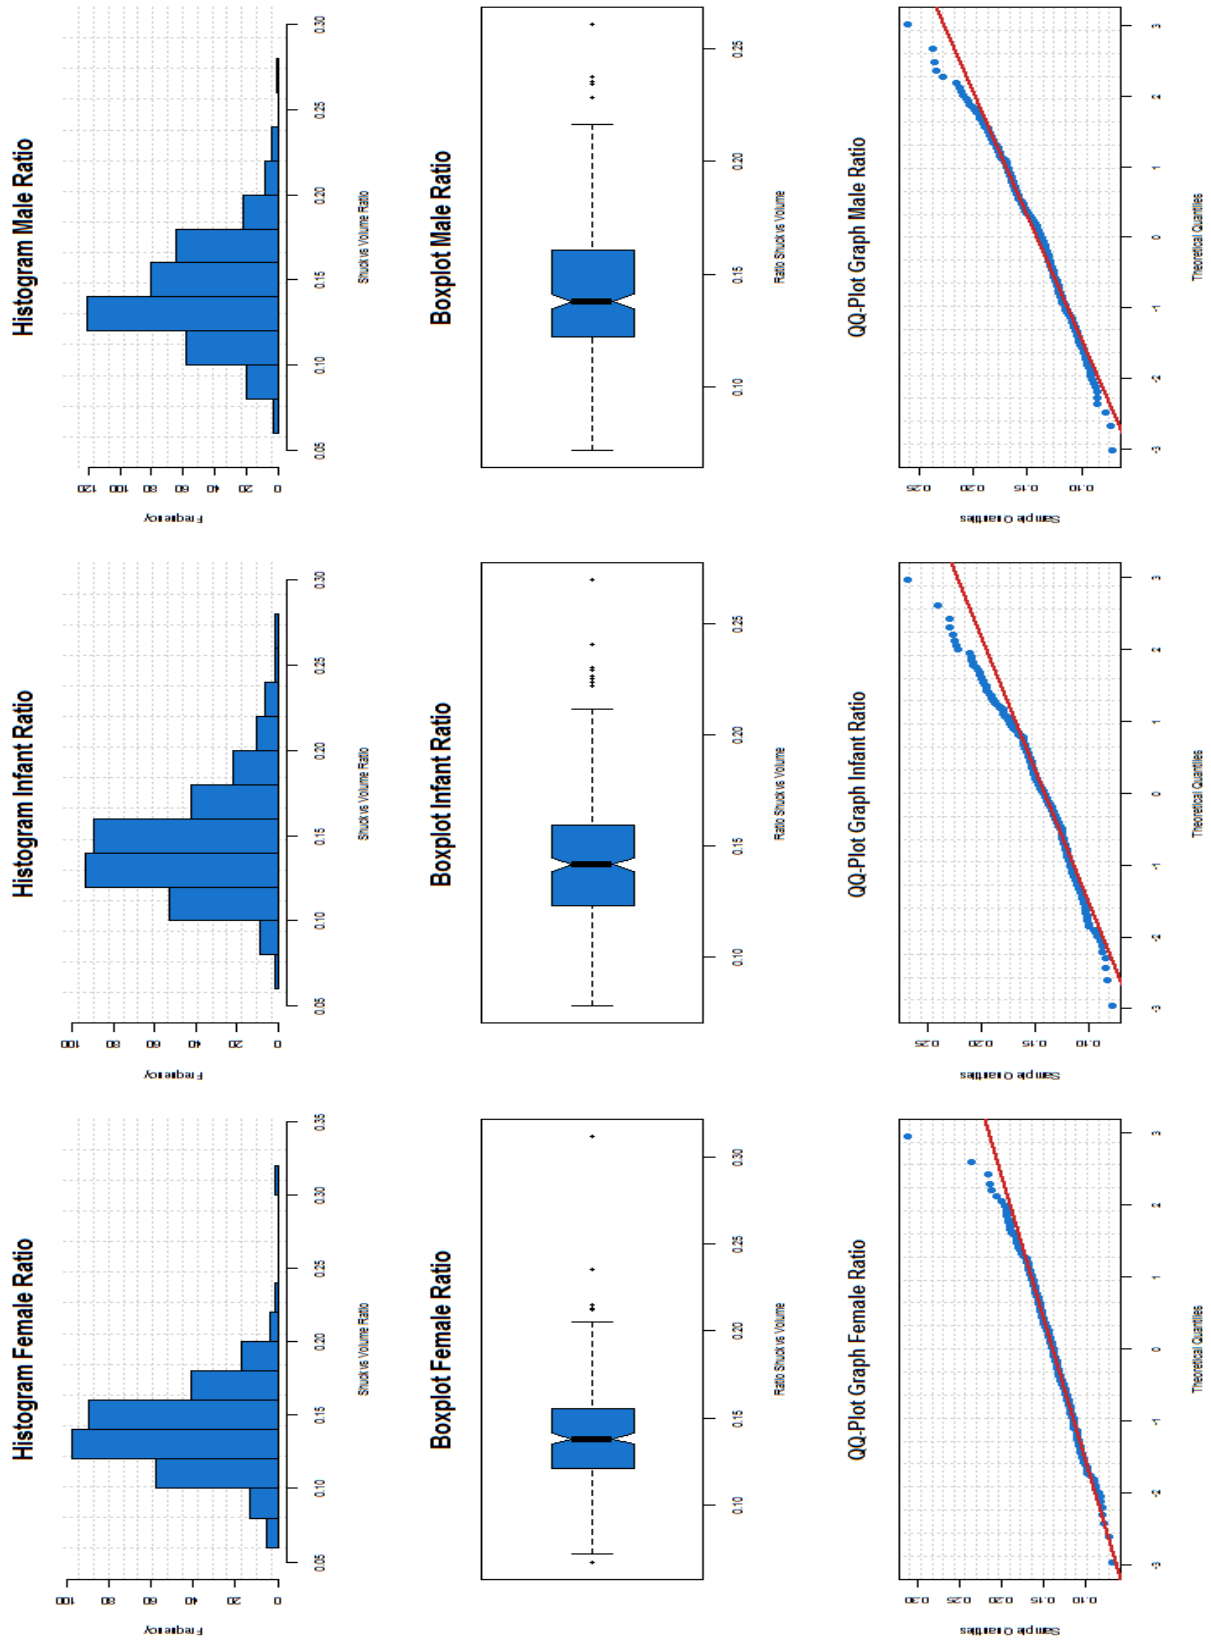 Histogram Female Ratio
Frequency
100
80
60
40
20
0
0.05 0.10 0.15 0.20 0.25 0.30 0.35
Shuck vs Volume Ratio
Histogram Infant Ratio
Frequency
100
80
60
40
20
0
0.05 0.10 0.15 0.20 0.25 0.30
Shuck vs Volume Ratio
Histogram Male Ratio
Frequency
120
100
80
60
40
20
0
0.05 0.10 0.15 0.20 0.25 0.30
Shuck vs Volume Ratio
Boxplot Female Ratio
0.10 0.15 0.20 0.25 0.30
Ratio Shuck vs Volume
Boxplot Infant Ratio
0.10 0.15 0.20 0.25
Ratio Shuck vs Volume
Boxplot Male Ratio
0.10 0.15 0.20 0.25
Ratio Shuck vs Volume
QQ-Plot Graph Female Ratio
Sample Quantiles
0.30
0.25
0.20
0.15
0.10
-3 -2 -1 0 1 2 3
Theoretical Quantiles
QQ-Plot Graph Infant Ratio
Sample Quantiles
0.25
0.20
0.15
0.10
-3 -2 -1 0 1 2 3
Theoretical Quantiles
QQ-Plot Graph Male Ratio
Sample Quantiles
0.25
0.20
0.15
0.10
-3 -2 -1 0 1 2 3
Theoretical Quantiles